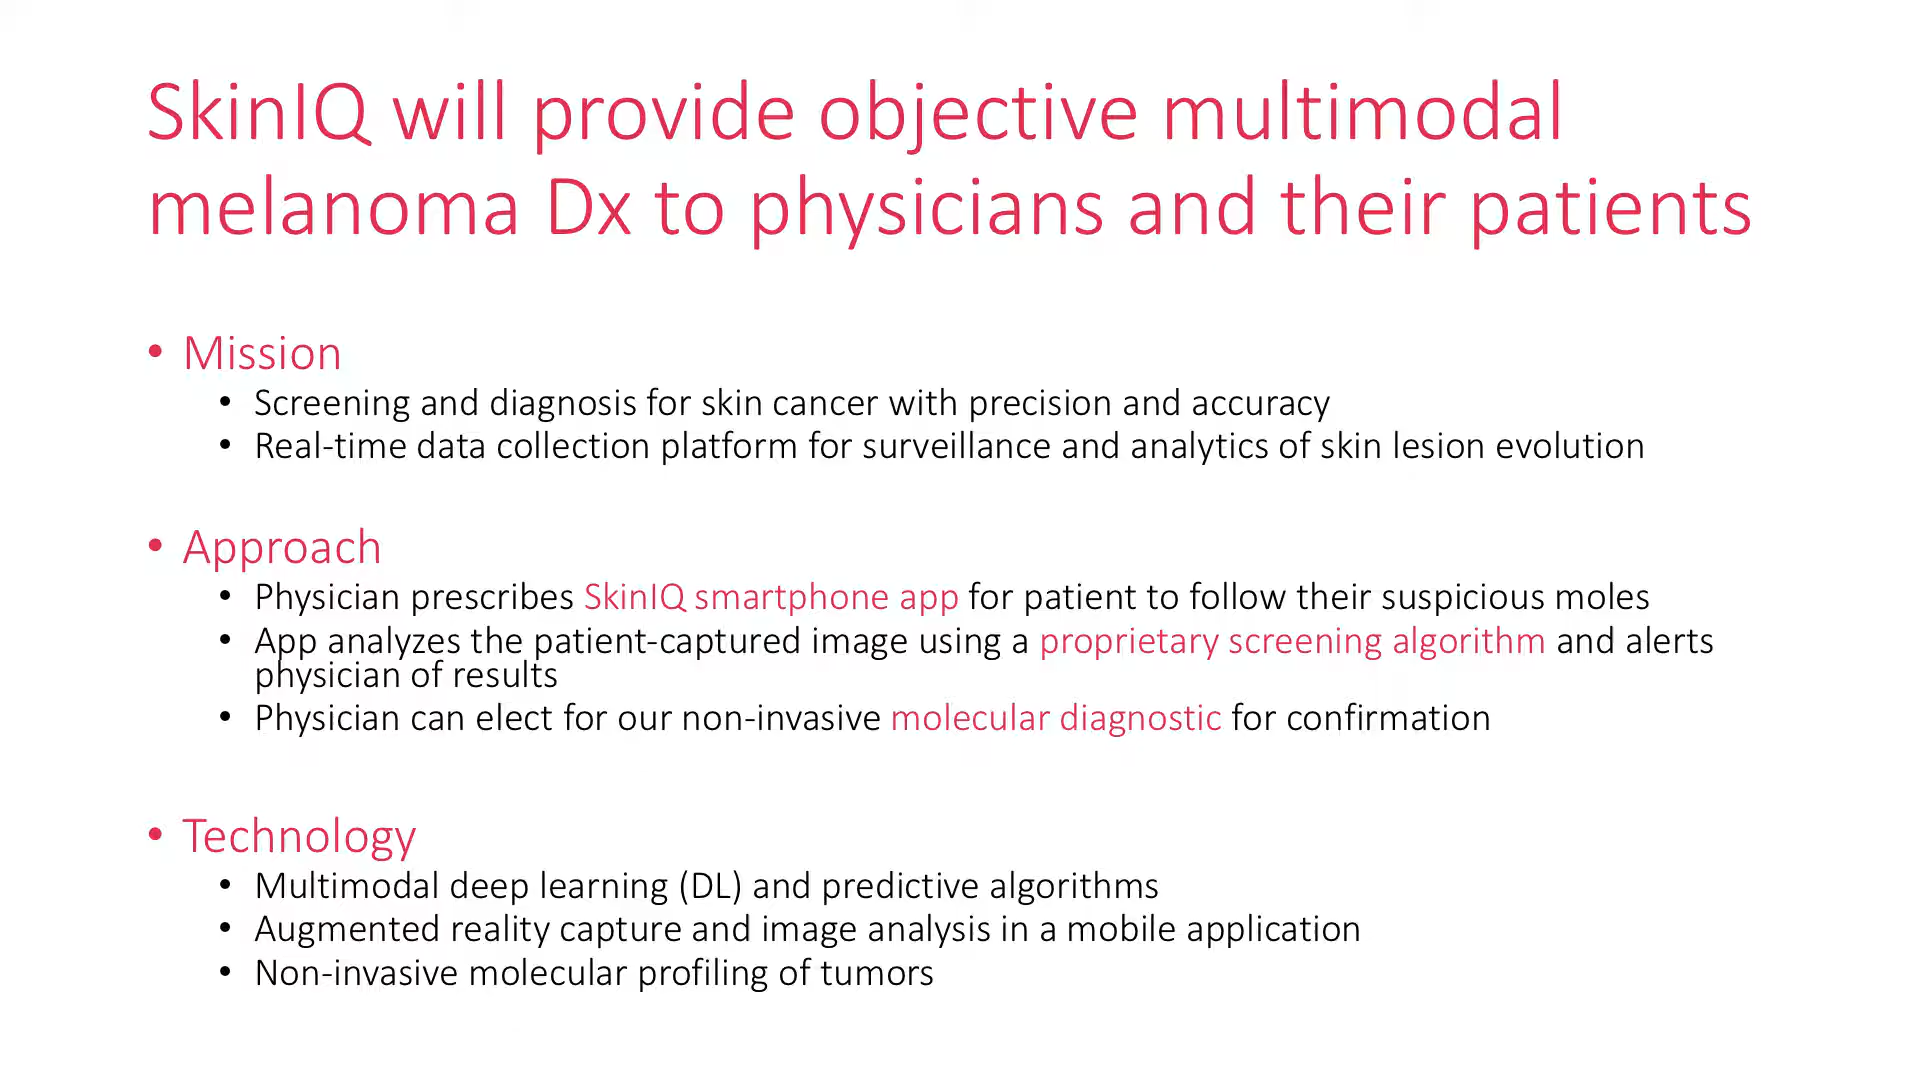 SkinIQ will provide objective multimodal
melanoma Dx to physicians and their patients
• Mission
• Screening and diagnosis for skin cancer with precision and accuracy
• Real-time data collection platform for surveillance and analytics of skin lesion evolution
• Approach
• Physician prescribes SkinIQ smartphone app for patient to follow their suspicious moles
• App analyzes the patient-captured image using a proprietary screening algorithm and alerts
physician of results
• Physician can elect for our non-invasive molecular diagnostic for confirmation
• Technology
• Multimodal deep learning (DL) and predictive algorithms
• Augmented reality capture and image analysis in a mobile application
• Non-invasive molecular profiling of tumors